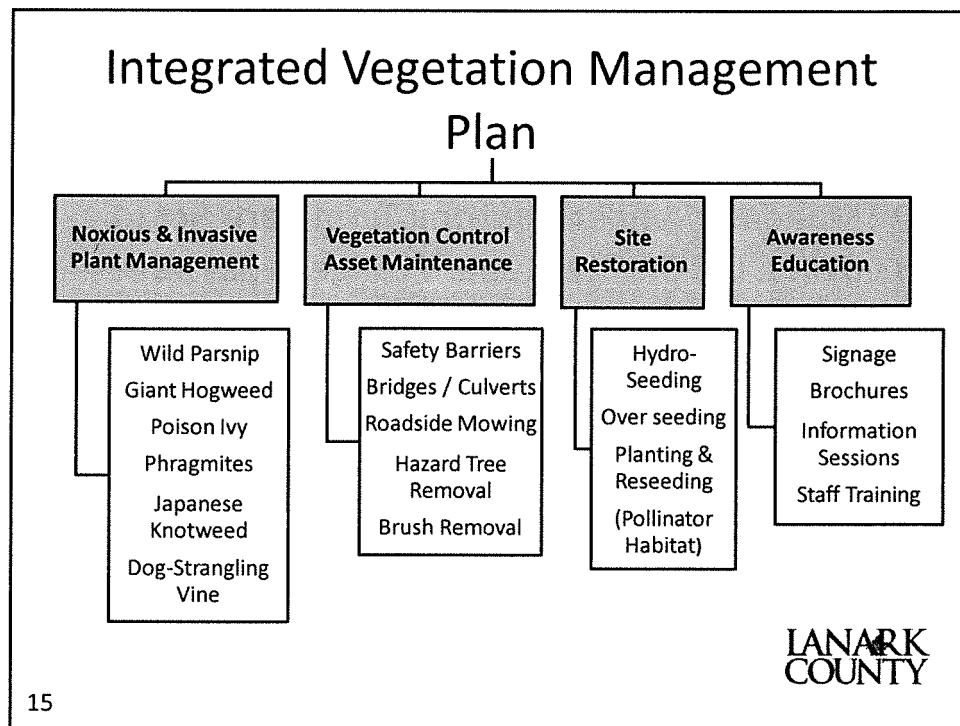 Integrated Vegetation Management
Plan
Noxious & Invasive
Plant Management
Wild Parsnip
Giant Hogweed
Poison Ivy
Phragmites
Japanese
Knotweed
Dog-Strangling
Vine
Vegetation Control
Asset Maintenance
Safety Barriers
Bridges / Culverts
Roadside Mowing
Hazard Tree
Removal
Brush Removal
Site
Restoration
Hydro-
Seeding
Over seeding
Planting &
Reseeding
(Pollinator
Habitat)
Awareness
Education
Signage
Brochures
Information
Sessions
Staff Training
LANARK
COUNTY
15